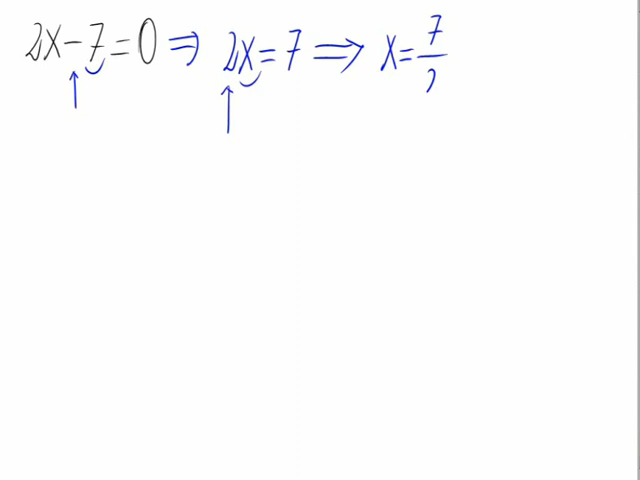 2x-7=0 ⇒ 2x=7 ⇒ x=7/2